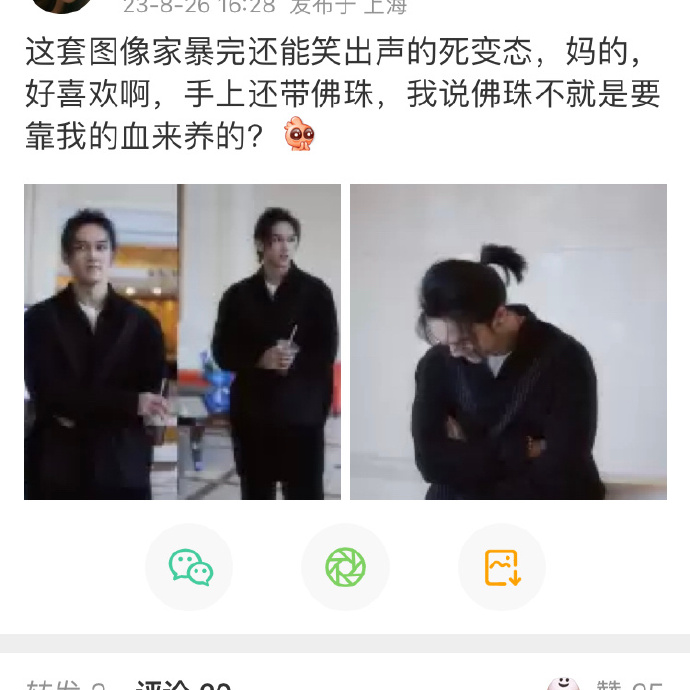 23-8-26 16:28 发布于 上海
这套图像家暴完还能笑出声的死变态，妈的，
好喜欢啊，手上还带佛珠，我说佛珠不就是要
靠我的血来养的？
转发 评论 赞